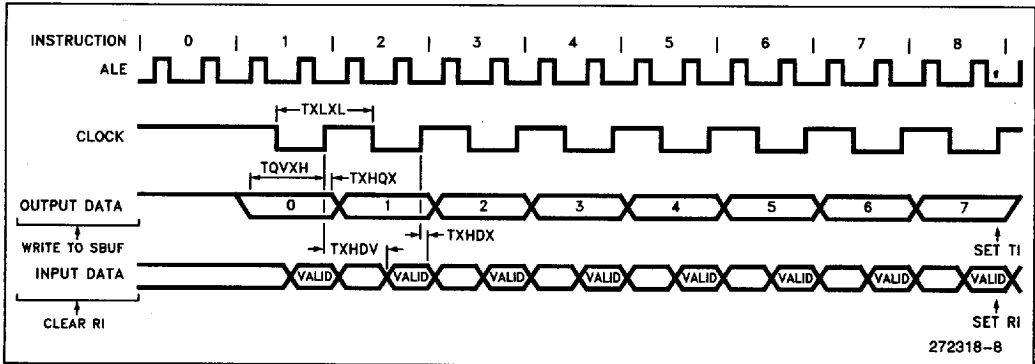 INSTRUCTION | 0 | 1 | 2 | 3 | 4 | 5 | 6 | 7 | 8 |
ALE
TXLXL
CLOCK
TQVXH TXHQX
OUTPUT DATA 0 1 2 3 4 5 6 7
WRITE TO SBUF TXHDV TXHDX SET TI
INPUT DATA VALID VALID VALID VALID VALID VALID VALID VALID
CLEAR RI SET RI
272318-8